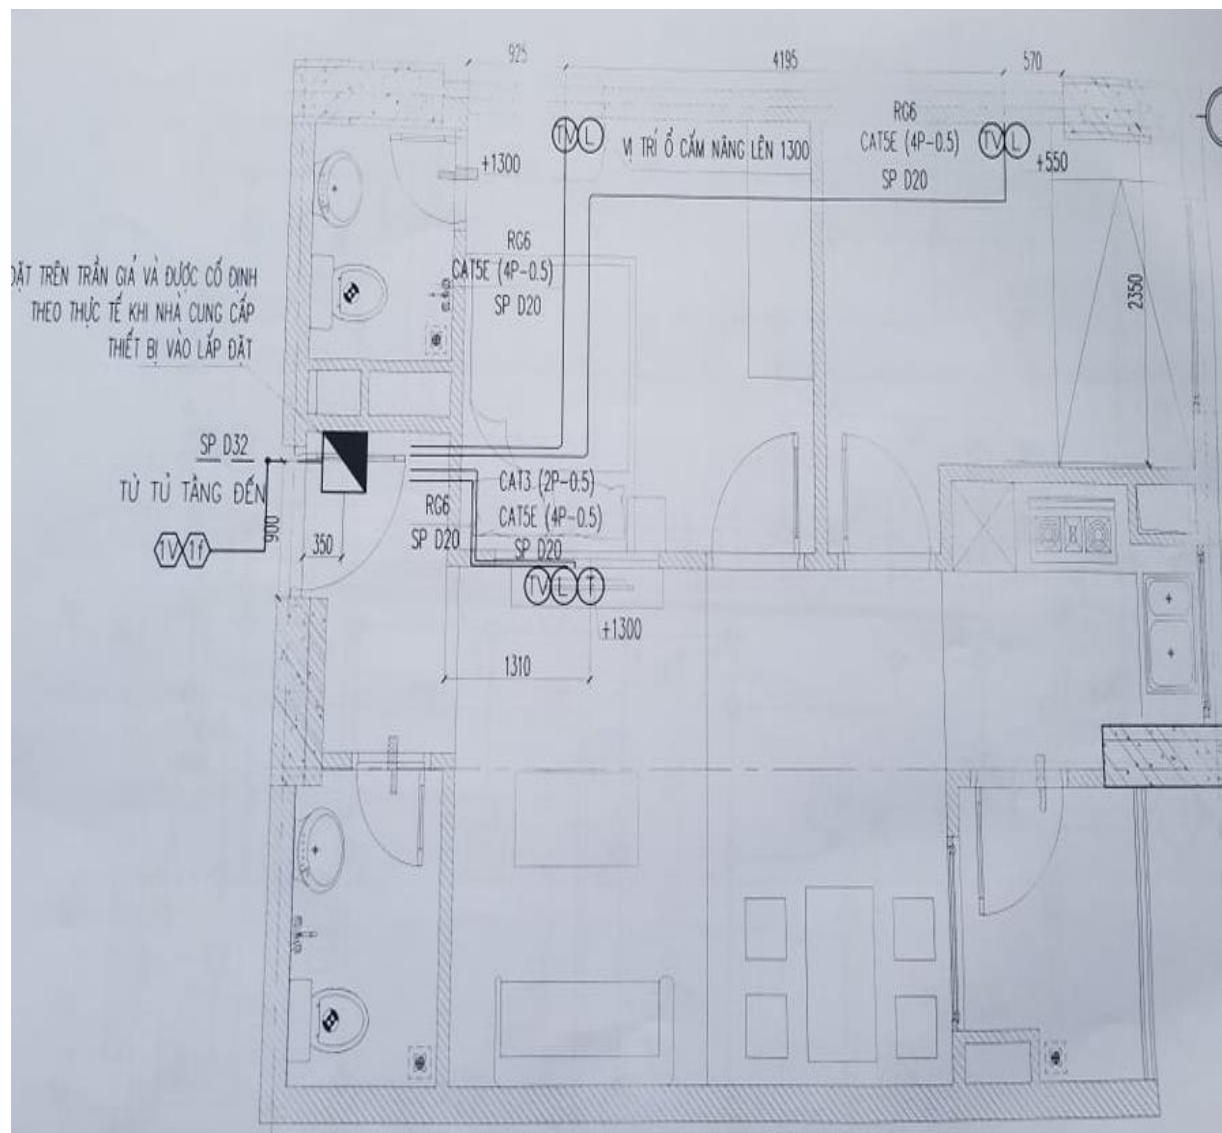 925
4195
570
RG6
CAT5E (4P-0.5)
SP D20
TV L
VỊ TRÍ Ổ CẮM NÂNG LÊN 1300
TV L
+1300
+550
RG6
CAT5E (4P-0.5)
SP D20
ĐẶT TRÊN TRẦN GIẢ VÀ ĐƯỢC CỐ ĐỊNH
THEO THỰC TẾ KHI NHÀ CUNG CẤP
THIẾT BỊ VÀO LẮP ĐẶT
2350
SP D32
TỪ TỦ TẦNG ĐẾN
1V 1f
900
350
RG6
SP D20
CAT3 (2P-0.5)
CAT5E (4P-0.5)
SP D20
TV L T
+1300
1310